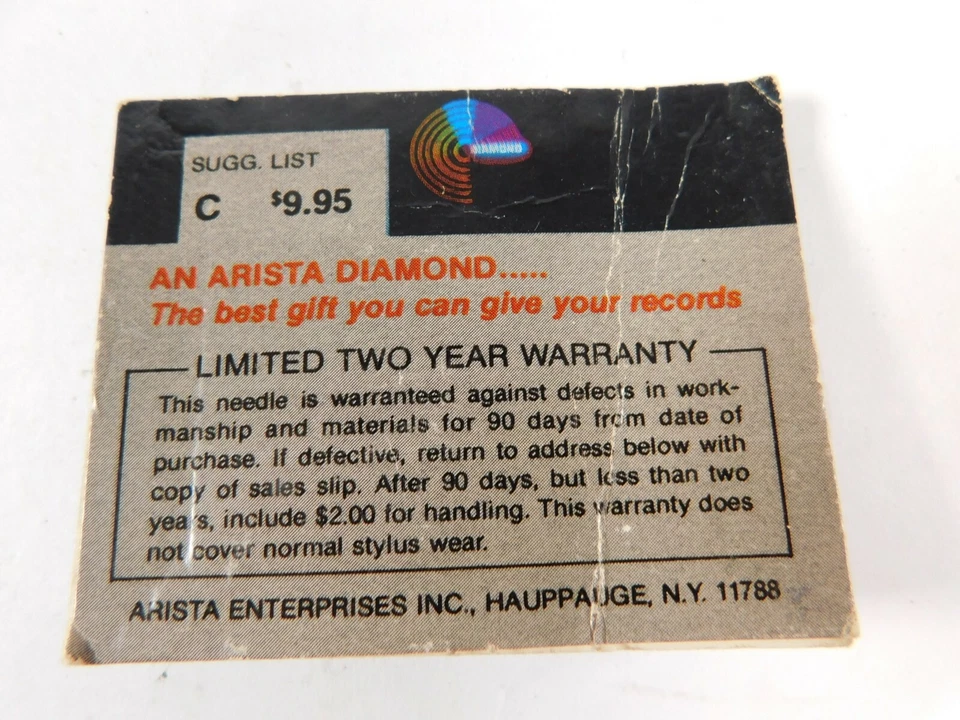 DIAMOND
SUGG. LIST
C $9.95
AN ARISTA DIAMOND.....
The best gift you can give your records
LIMITED TWO YEAR WARRANTY
This needle is warranteed against defects in work-
manship and materials for 90 days from date of
purchase. If defective, return to address below with
copy of sales slip. After 90 days, but less than two
years, include $2.00 for handling. This warranty does
not cover normal stylus wear.
ARISTA ENTERPRISES INC., HAUPPAUGE, N.Y. 11788